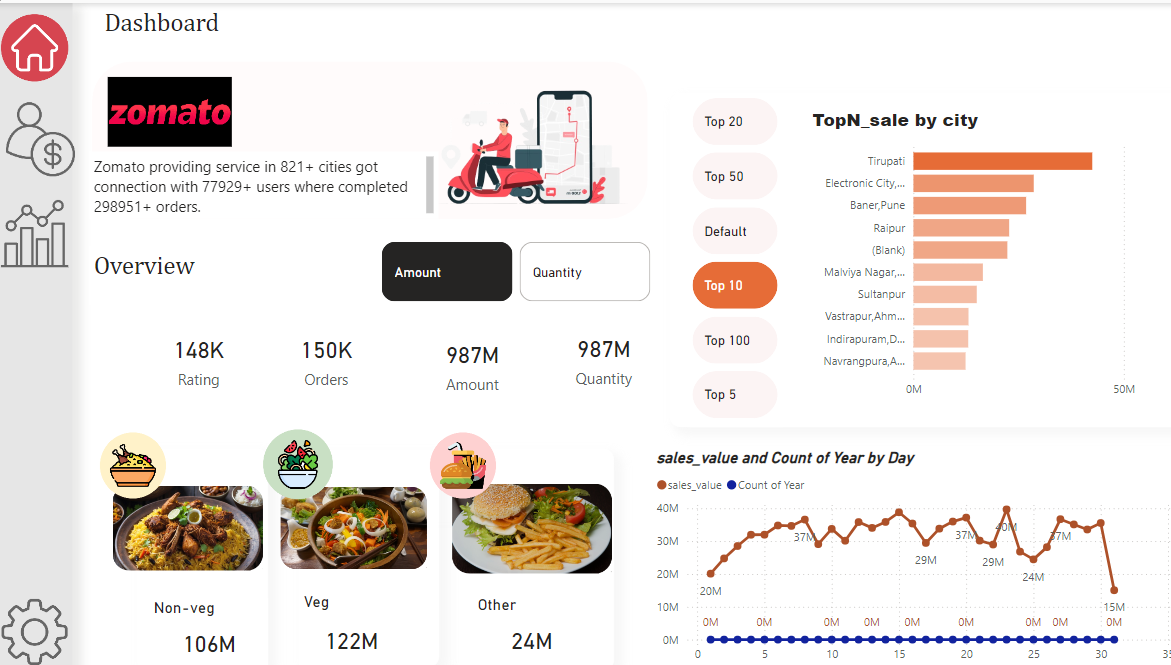 Dashboard
zomato
Zomato providing service in 821+ cities got
connection with 77929+ users where completed
298951+ orders.
Overview
Amount
Quantity
148K
Rating
150K
Orders
987M
Amount
987M
Quantity
Non-veg
106M
Veg
122M
Other
24M
Top 20
Top 50
Default
Top 10
Top 100
Top 5
TopN_sale by city
Tirupati
Electronic City,...
Baner,Pune
Raipur
(Blank)
Malviya Nagar,...
Sultanpur
Vastrapur,Ahm...
Indirapuram,D...
Navrangpura,A...
0M 50M
sales_value and Count of Year by Day
sales_value Count of Year
40M
30M
20M
10M
0M
20M
37M
29M
37M
29M
40M
24M
37M
15M
0M 0M 0M 0M 0M 0M 0M 0M 0M
0 5 10 15 20 25 30